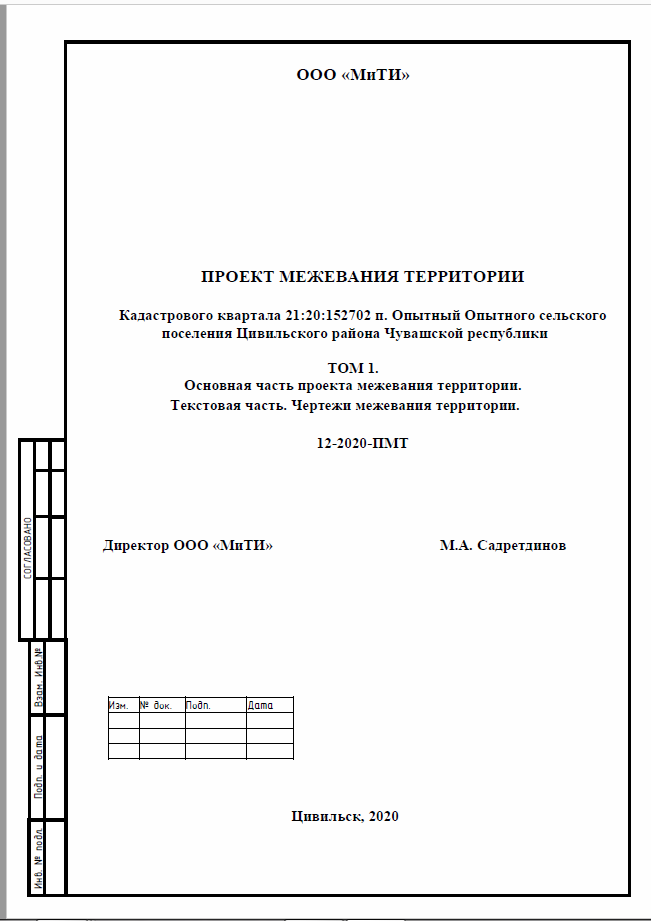 ООО «МиТИ»
ПРОЕКТ МЕЖЕВАНИЯ ТЕРРИТОРИИ
Кадастрового квартала 21:20:152702 п. Опытный Опытного сельского
поселения Цивильского района Чувашской республики
ТОМ 1.
Основная часть проекта межевания территории.
Текстовая часть. Чертежи межевания территории.
12-2020-ПМТ
СОГЛАСОВАНО
Директор ООО «МиТИ» М.А. Садретдинов
Взам. Инв.№
Подп. и дата
Инв. № подл.
Изм. № док. Подп. Дата
Цивильск, 2020